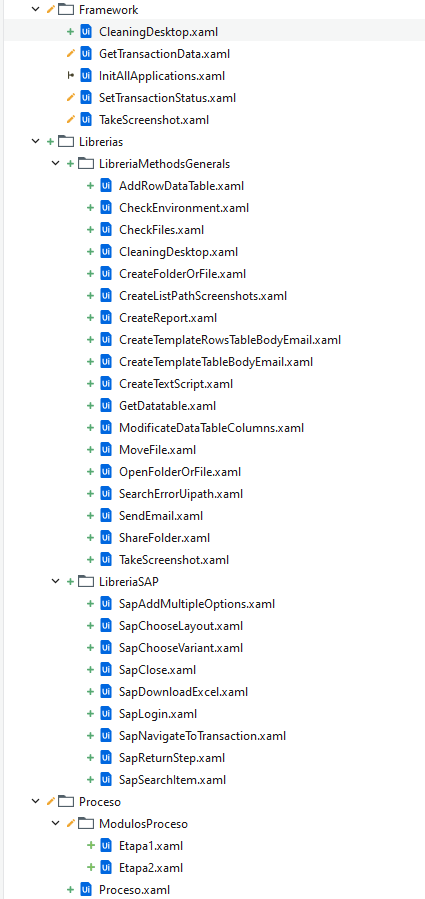 Framework
CleaningDesktop.xaml
GetTransactionData.xaml
InitAllApplications.xaml
SetTransactionStatus.xaml
TakeScreenshot.xaml
Librerias
LibreriaMethodsGenerals
AddRowDataTable.xaml
CheckEnvironment.xaml
CheckFiles.xaml
CleaningDesktop.xaml
CreateFolderOrFile.xaml
CreateListPathScreenshots.xaml
CreateReport.xaml
CreateTemplateRowsTableBodyEmail.xaml
CreateTemplateTableBodyEmail.xaml
CreateTextScript.xaml
GetDatatable.xaml
ModificateDataTableColumns.xaml
MoveFile.xaml
OpenFolderOrFile.xaml
SearchErrorUipath.xaml
SendEmail.xaml
ShareFolder.xaml
TakeScreenshot.xaml
LibreriaSAP
SapAddMultipleOptions.xaml
SapChooseLayout.xaml
SapChooseVariant.xaml
SapClose.xaml
SapDownloadExcel.xaml
SapLogin.xaml
SapNavigateToTransaction.xaml
SapReturnStep.xaml
SapSearchItem.xaml
Proceso
ModulosProceso
Etapa1.xaml
Etapa2.xaml
Proceso.xaml